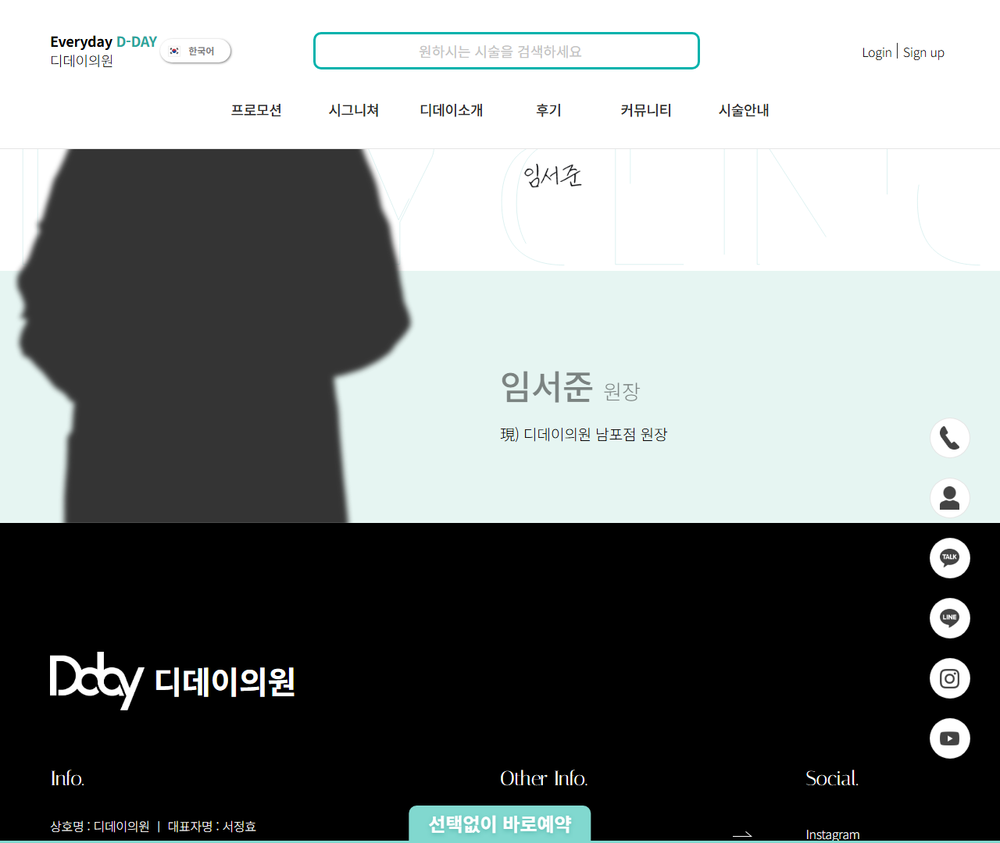 Everyday D-DAY
디데이의원
한국어
원하시는 시술을 검색하세요
Login | Sign up
프로모션 시그니쳐 디데이소개 후기 커뮤니티 시술안내
임서준
임서준 원장
現) 디데이의원 남포점 원장
TALK
LINE
Dday 디데이의원
Info.
Other Info.
Social.
상호명 : 디데이의원 | 대표자명 : 서정효
선택없이 바로예약
Instagram